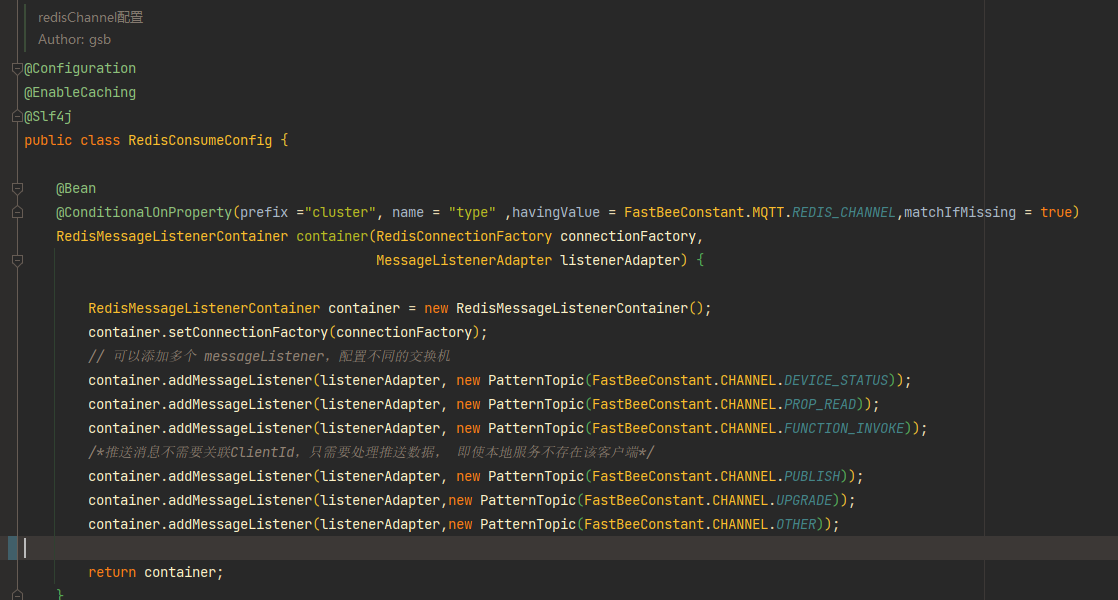 redisChannel配置
Author: gsb
@Configuration
@EnableCaching
@Slf4j
public class RedisConsumeConfig {
@Bean
@ConditionalOnProperty(prefix ="cluster", name = "type" ,havingValue = FastBeeConstant.MQTT.REDIS_CHANNEL,matchIfMissing = true)
RedisMessageListenerContainer container(RedisConnectionFactory connectionFactory,
MessageListenerAdapter listenerAdapter) {
RedisMessageListenerContainer container = new RedisMessageListenerContainer();
container.setConnectionFactory(connectionFactory);
// 可以添加多个 messageListener，配置不同的交换机
container.addMessageListener(listenerAdapter, new PatternTopic(FastBeeConstant.CHANNEL.DEVICE_STATUS));
container.addMessageListener(listenerAdapter, new PatternTopic(FastBeeConstant.CHANNEL.PROP_READ));
container.addMessageListener(listenerAdapter, new PatternTopic(FastBeeConstant.CHANNEL.FUNCTION_INVOKE));
/*推送消息不需要关联ClientId，只需要处理推送数据， 即使本地服务不存在该客户端*/
container.addMessageListener(listenerAdapter, new PatternTopic(FastBeeConstant.CHANNEL.PUBLISH));
container.addMessageListener(listenerAdapter,new PatternTopic(FastBeeConstant.CHANNEL.UPGRADE));
container.addMessageListener(listenerAdapter,new PatternTopic(FastBeeConstant.CHANNEL.OTHER));
return container;
}